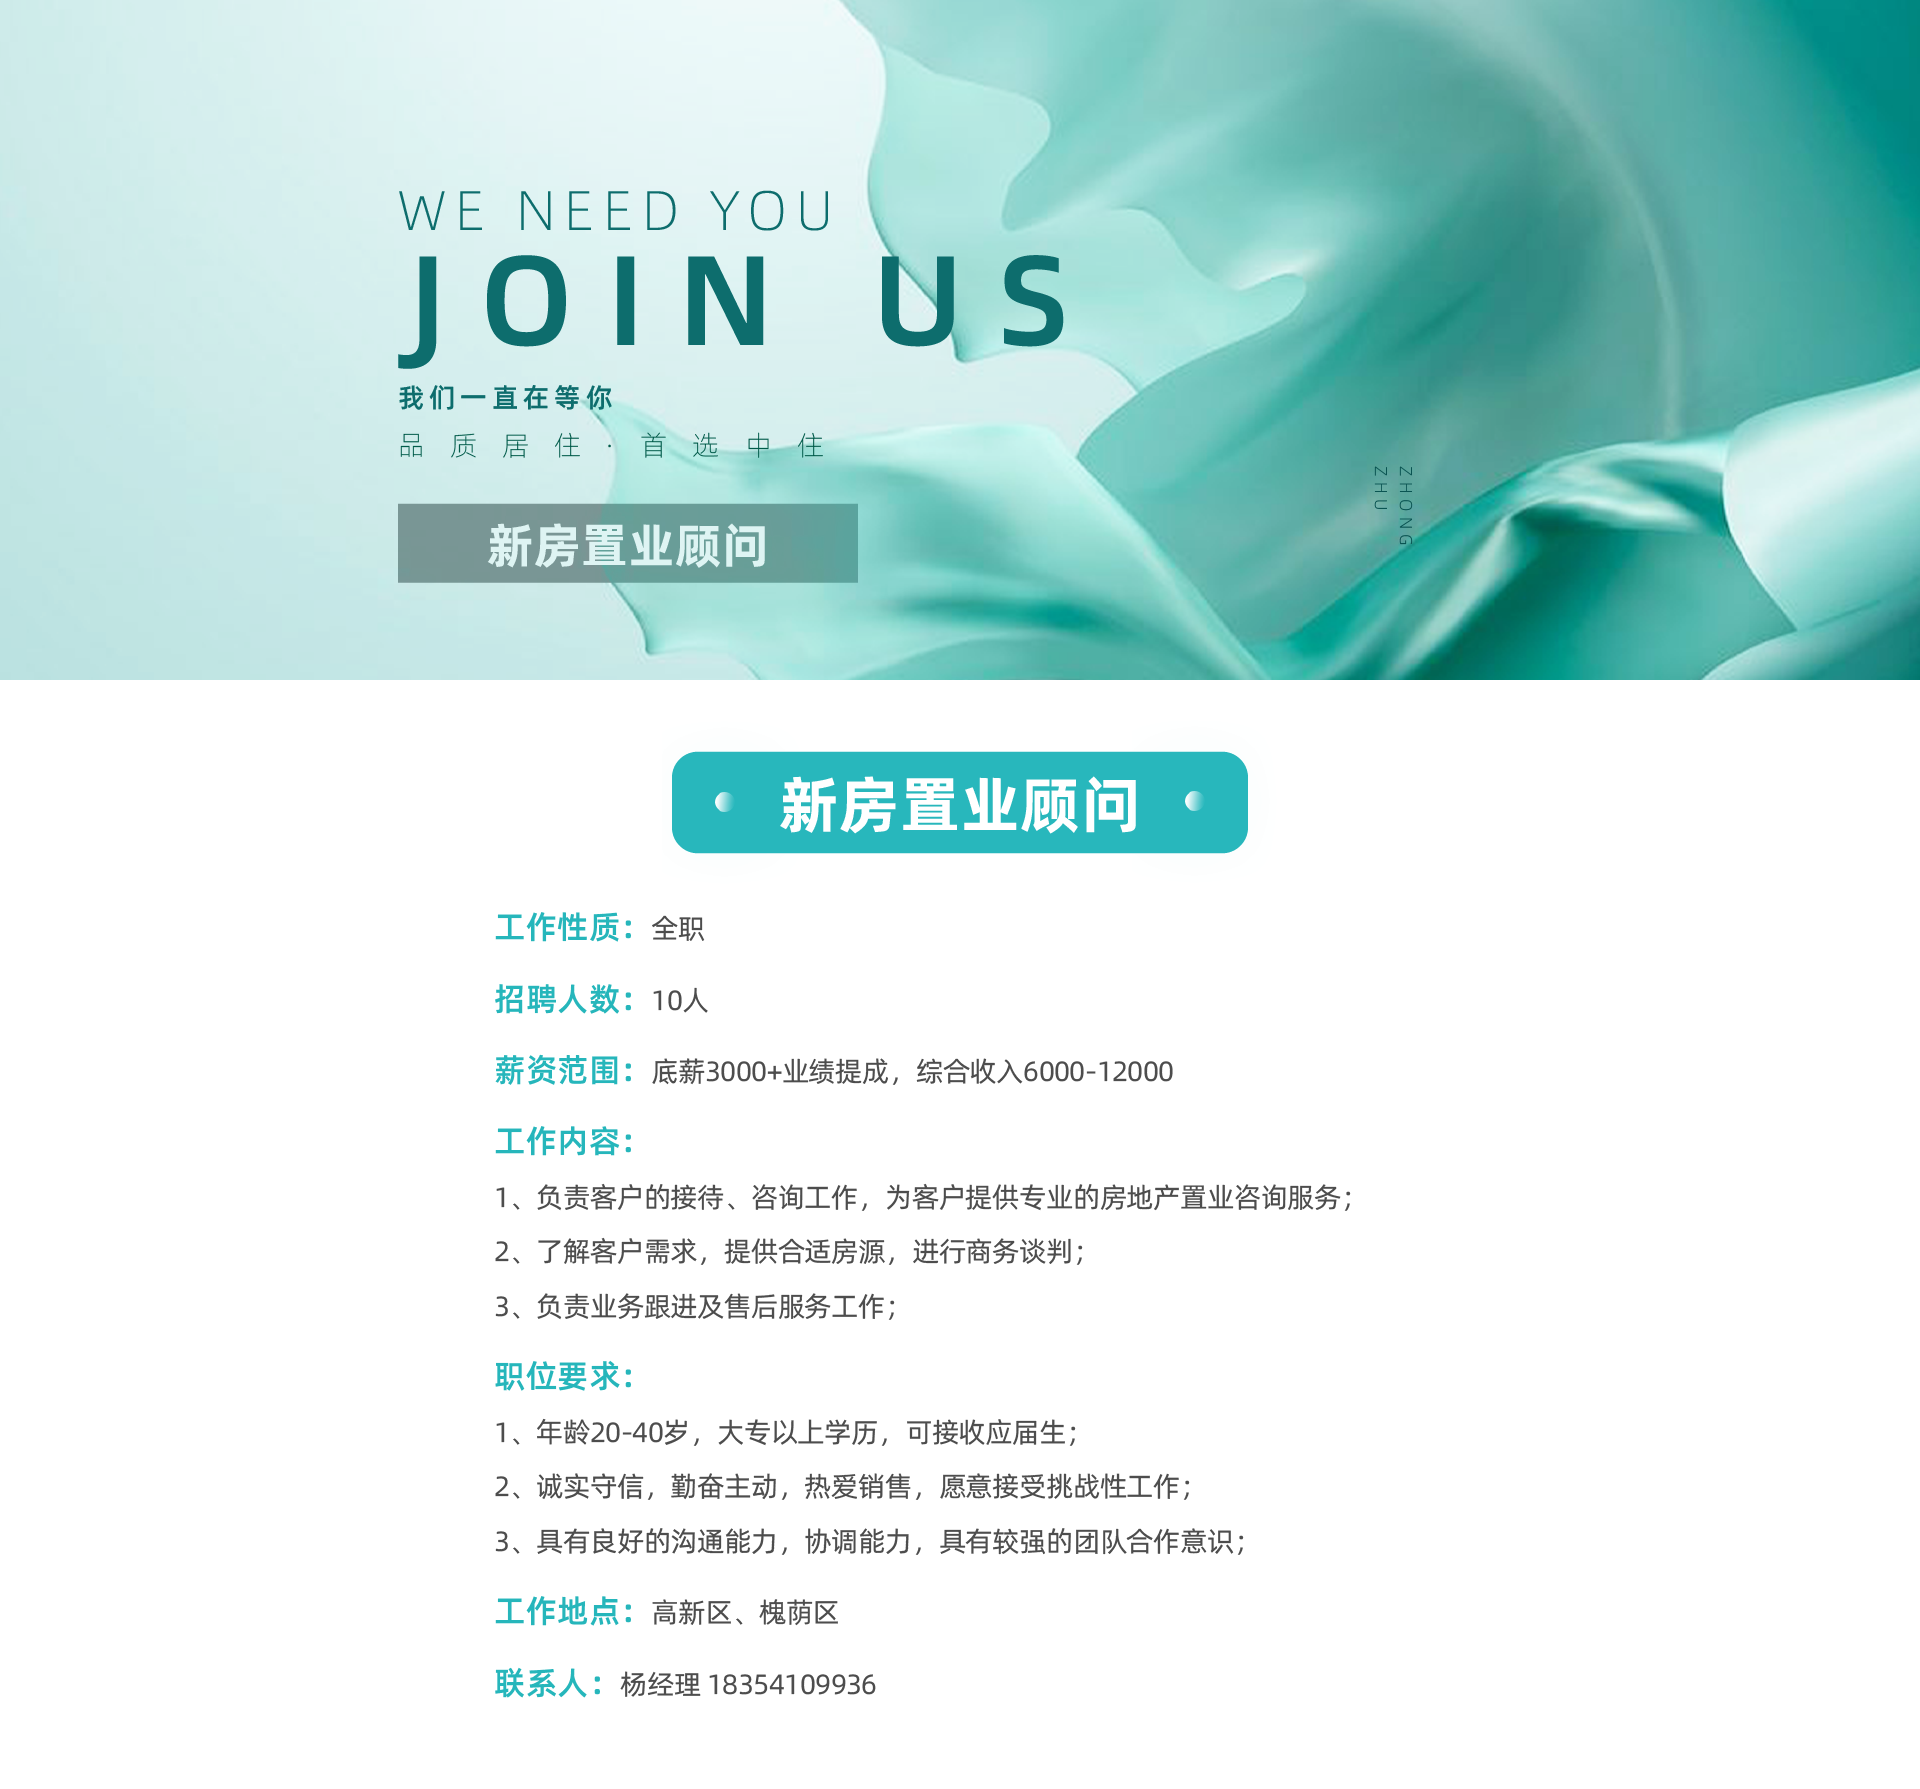 WE NEED YOU
JOIN US
我们一直在等你
品质居住·首选中住
ZHONG
ZHU
新房置业顾问
新房置业顾问
工作性质：全职
招聘人数：10人
薪资范围：底薪3000+业绩提成，综合收入6000-12000
工作内容：
1、负责客户的接待、咨询工作，为客户提供专业的房地产置业咨询服务；
2、了解客户需求，提供合适房源，进行商务谈判；
3、负责业务跟进及售后服务工作；
职位要求：
1、年龄20-40岁，大专以上学历，可接收应届生；
2、诚实守信，勤奋主动，热爱销售，愿意接受挑战性工作；
3、具有良好的沟通能力，协调能力，具有较强的团队合作意识；
工作地点：高新区、槐荫区
联系人：杨经理 18354109936